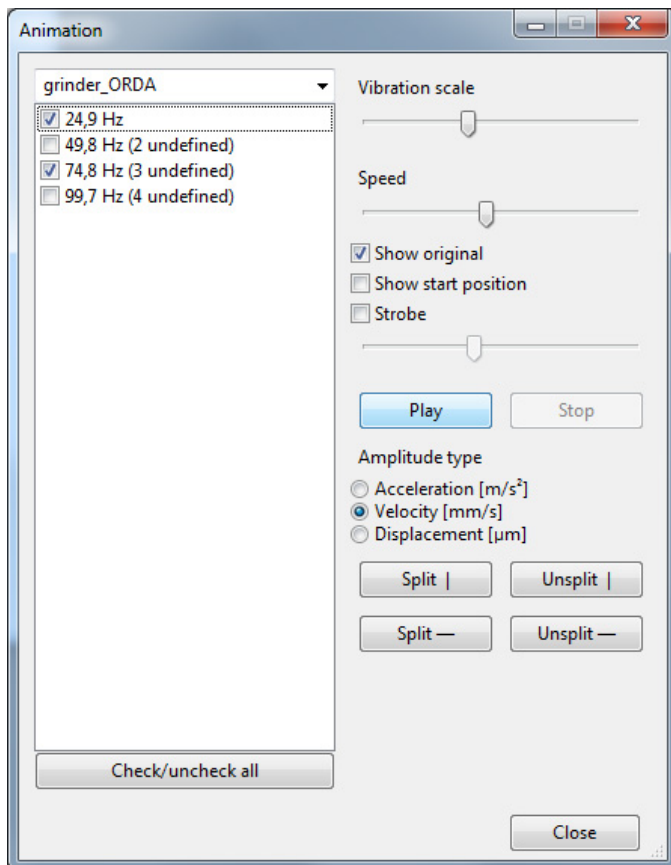 Animation
grinder_ORDA
24,9 Hz
49,8 Hz (2 undefined)
74,8 Hz (3 undefined)
99,7 Hz (4 undefined)
Check/uncheck all
Vibration scale
Speed
Show original
Show start position
Strobe
Play Stop
Amplitude type
Acceleration [m/s²]
Velocity [mm/s]
Displacement [µm]
Split | Unsplit |
Split — Unsplit —
Close